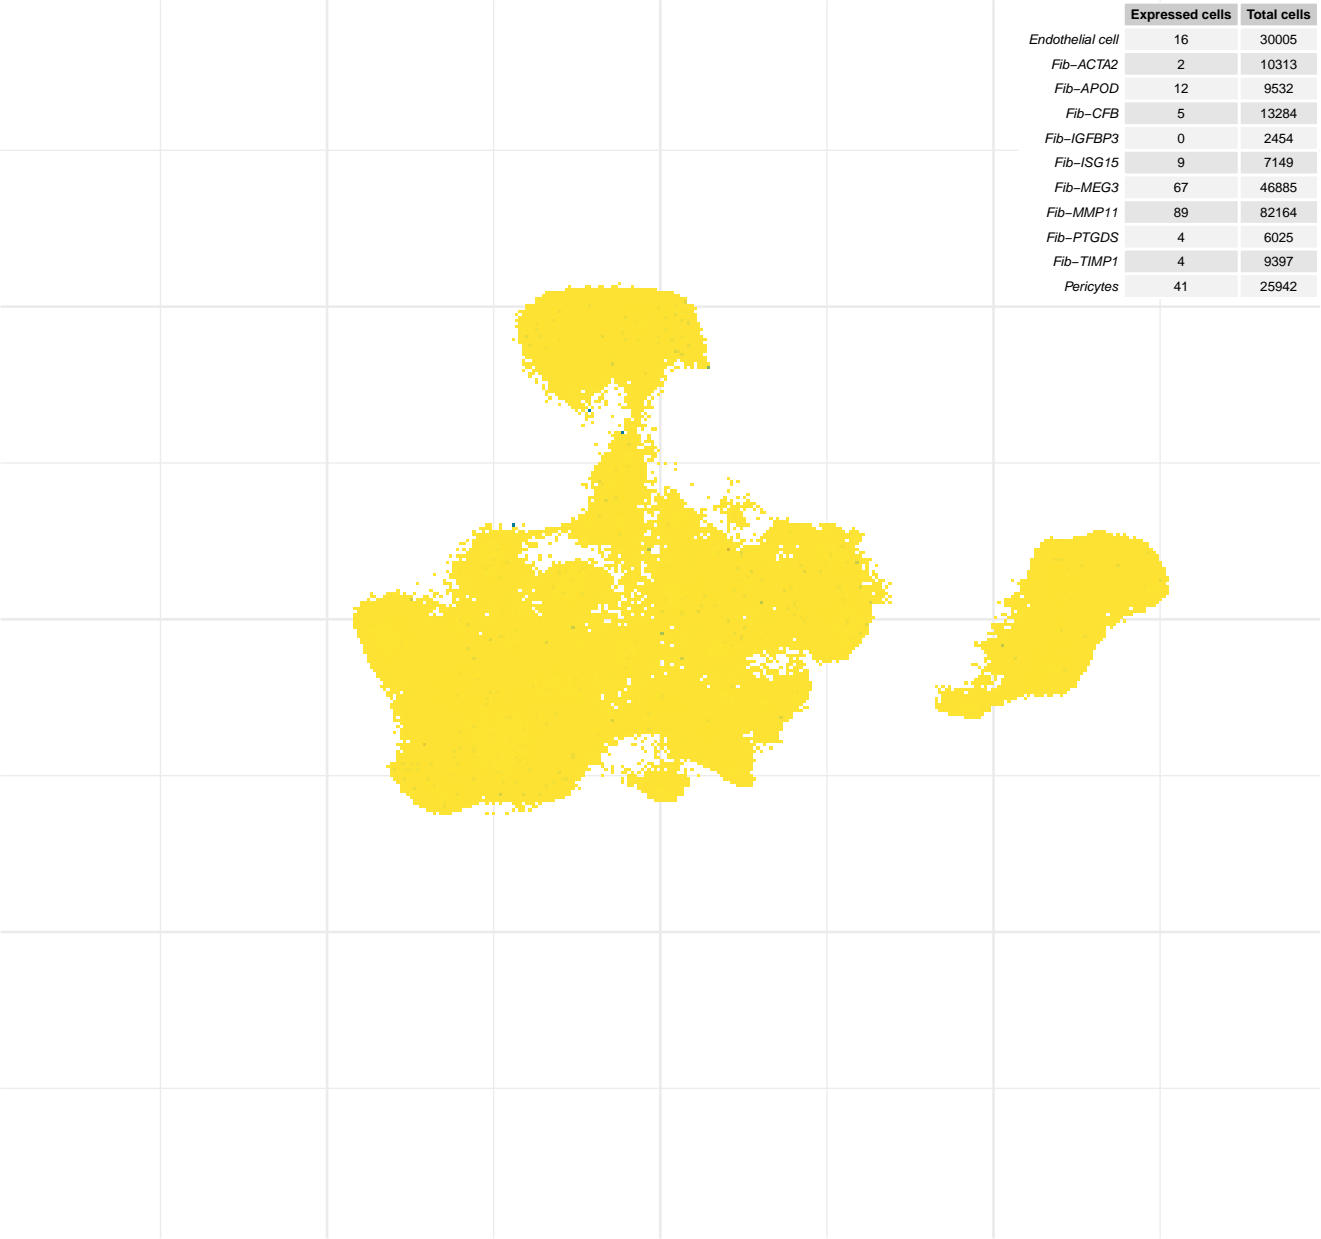 Expressed cells Total cells
Endothelial cell 16 30005
Fib−ACTA2 2 10313
Fib−APOD 12 9532
Fib−CFB 5 13284
Fib−IGFBP3 0 2454
Fib−ISG15 9 7149
Fib−MEG3 67 46885
Fib−MMP11 89 82164
Fib−PTGDS 4 6025
Fib−TIMP1 4 9397
Pericytes 41 25942